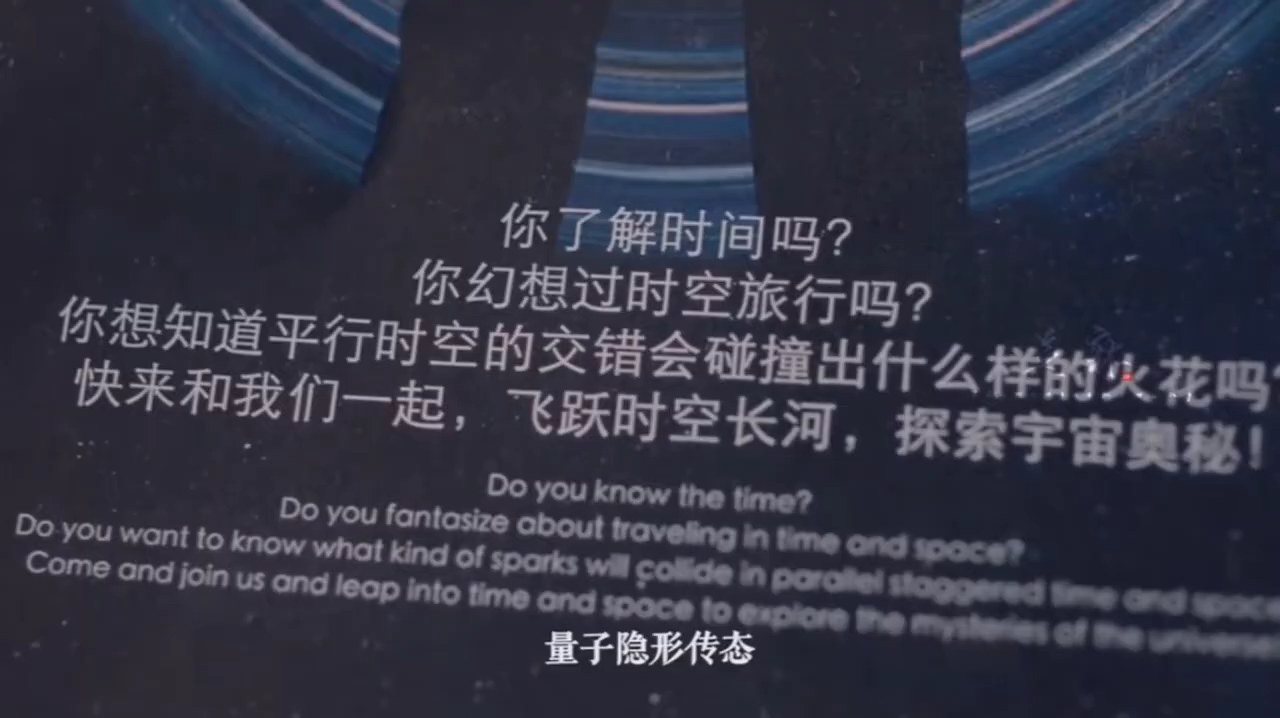 你了解时间吗?
你幻想过时空旅行吗?
你想知道平行时空的交错会碰撞出什么样的火花吗?
快来和我们一起，飞跃时空长河，探索宇宙奥秘!
Do you know the time?
Do you fantasize about traveling in time and space?
Do you want to know what kind of sparks will collide in parallel staggered time and space
Come and join us and leap into time and space to explore the mysteries of the universe
量子隐形传态